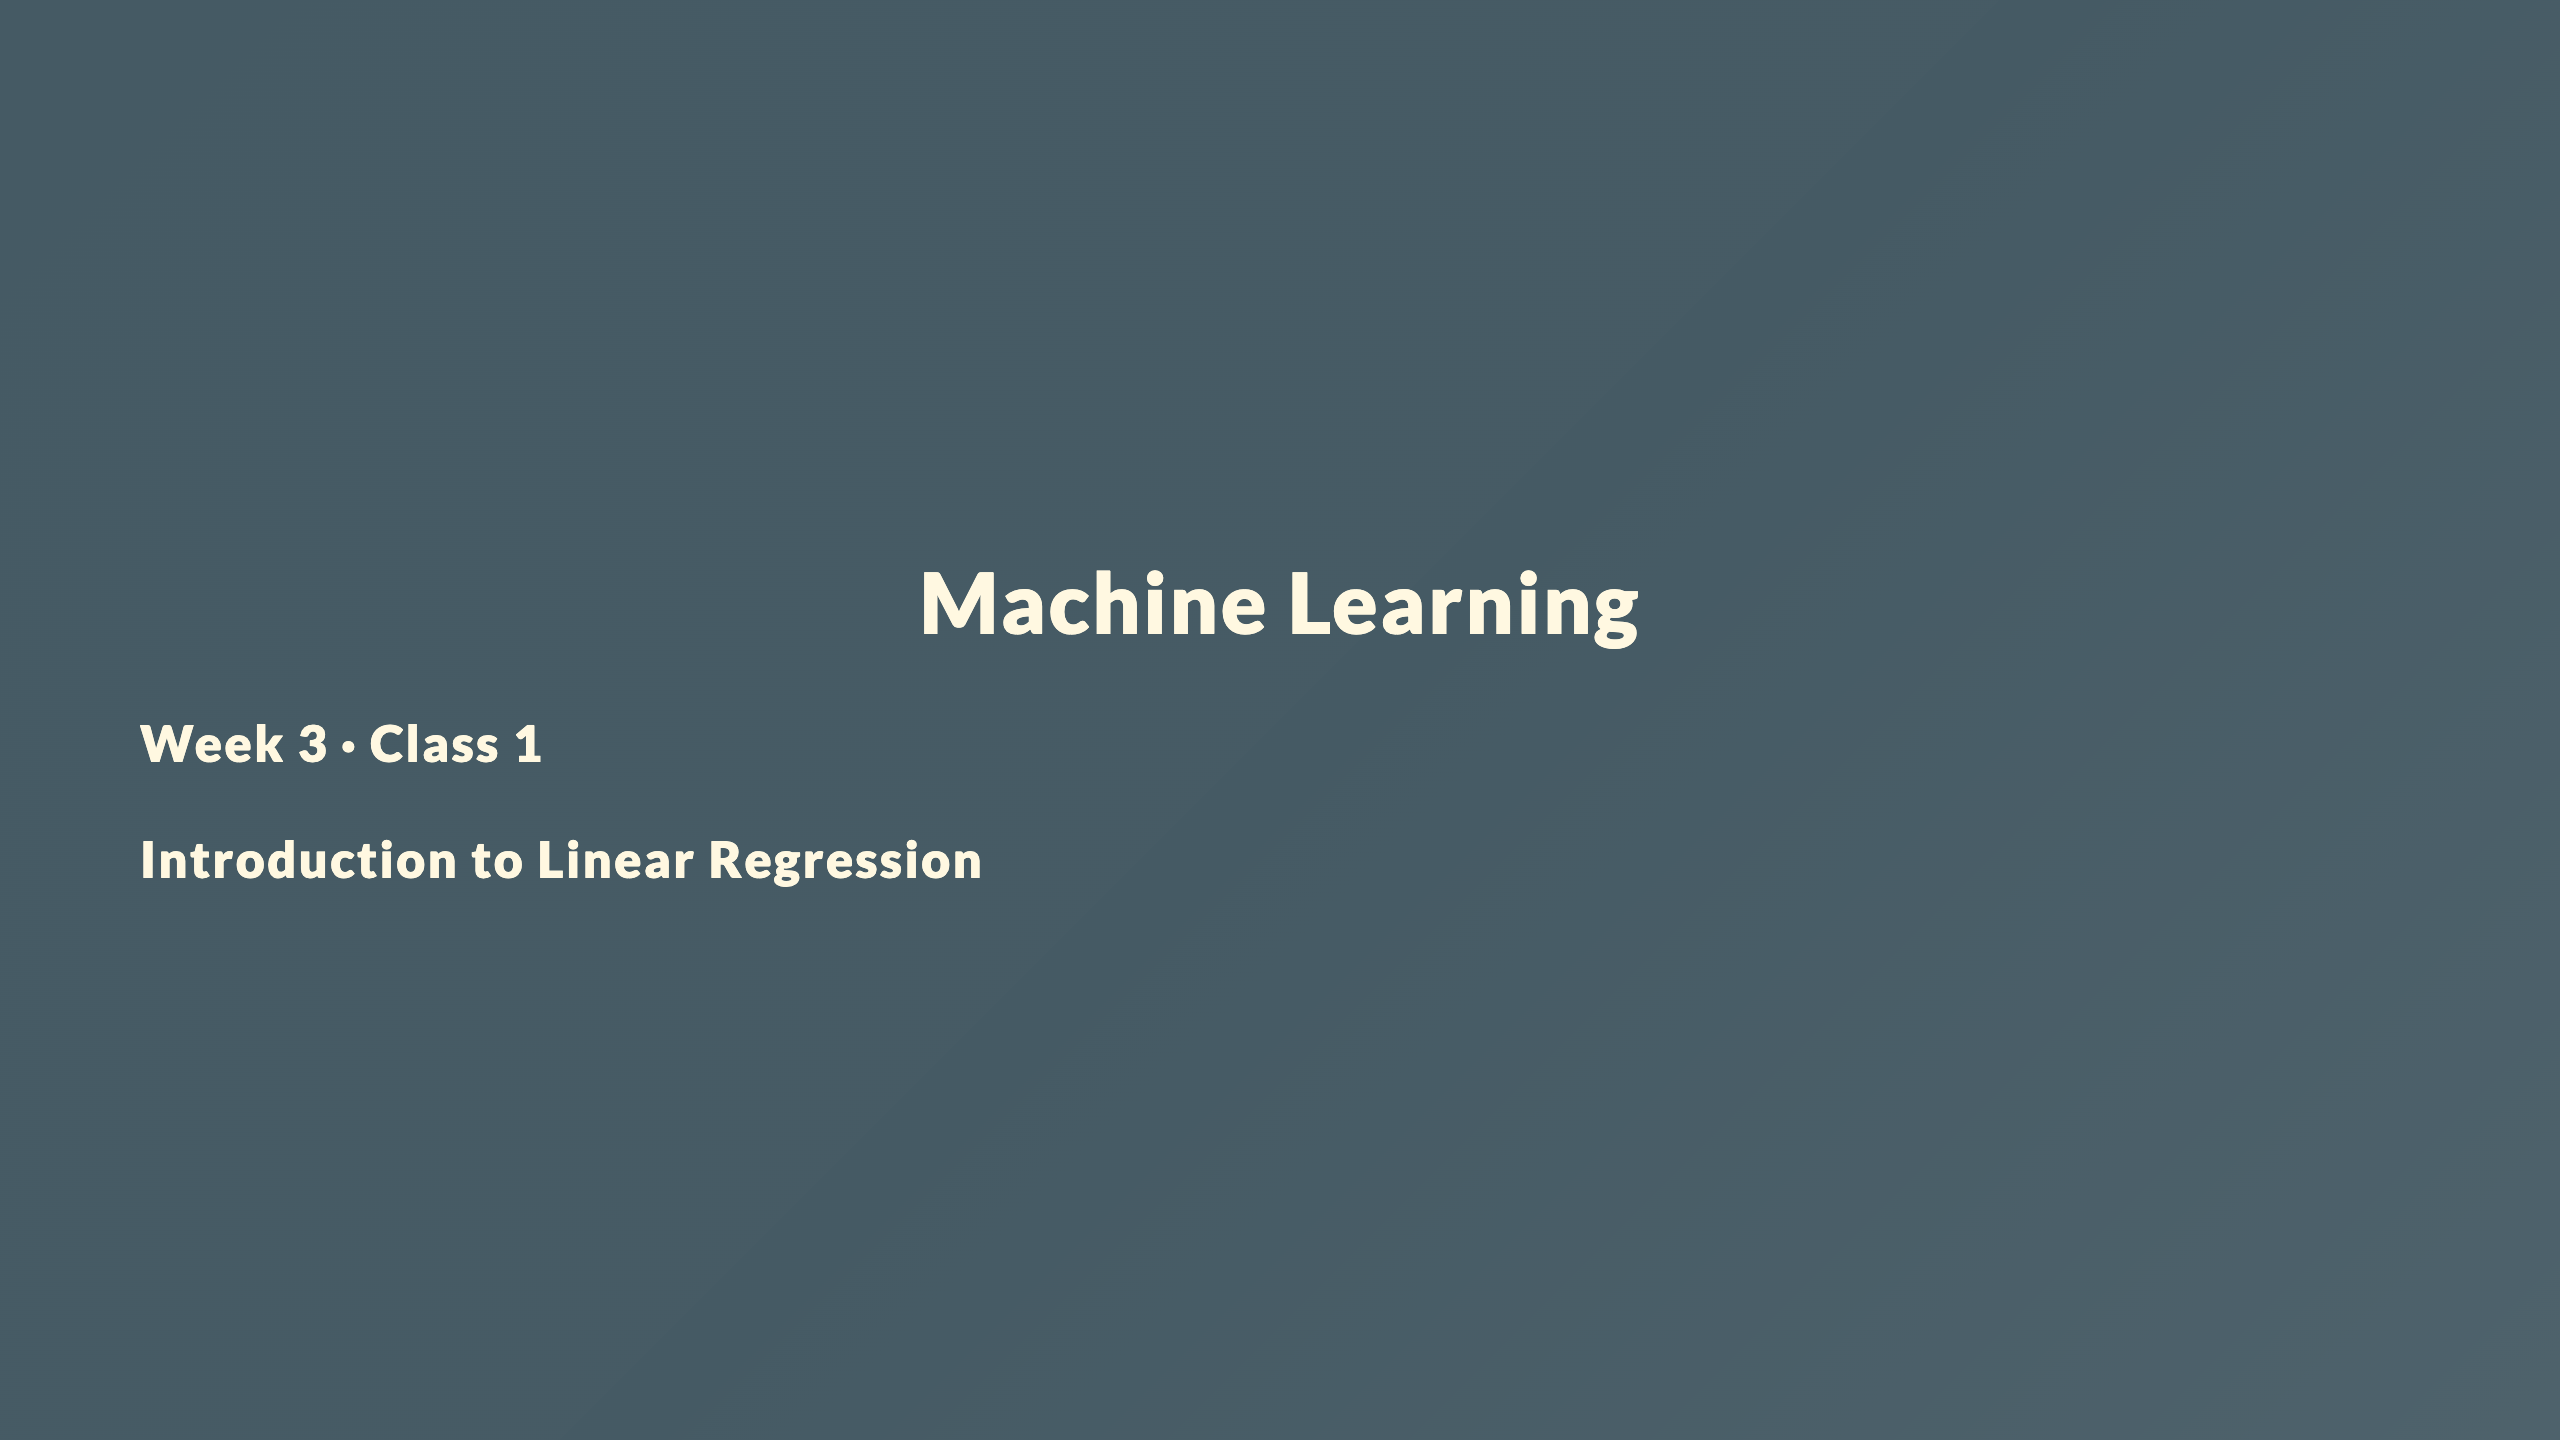 Machine Learning
Week 3 · Class 1
Introduction to Linear Regression